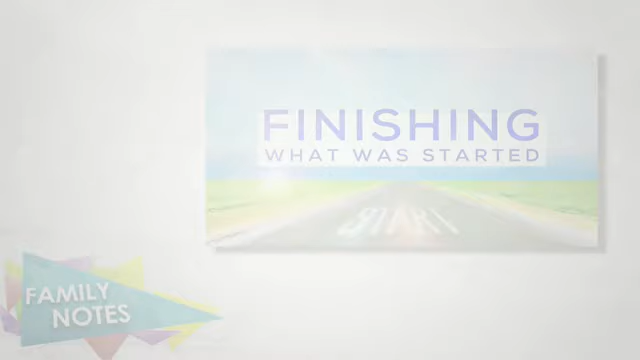 FINISHING
WHAT WAS STARTED
START
FAMILY
NOTES